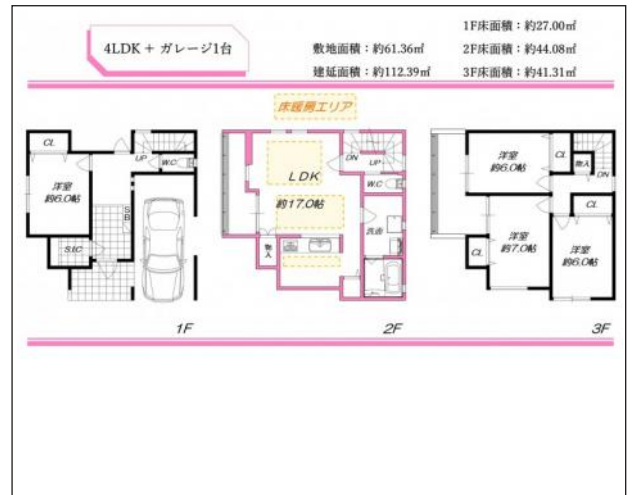 4LDK + ガレージ1台
敷地面積：約61.36㎡
建延面積：約112.39㎡
1F床面積：約27.00㎡
2F床面積：約44.08㎡
3F床面積：約41.31㎡
床暖房エリア
CL
UP
W.C
洋室
約6.0帖
SB
S.I.C
1F
DN
UP
LDK
約17.0帖
W.C
洗面
物入
2F
洋室
約6.0帖
CL
物入
DN
CL
洋室
約7.0帖
洋室
約6.0帖
CL
3F